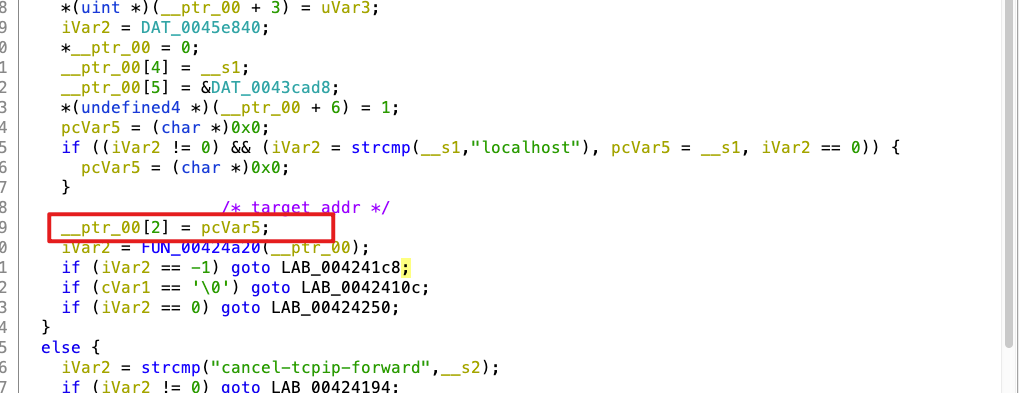 8 *(uint *)(__ptr_00 + 3) = uVar3;
9 iVar2 = DAT_0045e840;
0 *__ptr_00 = 0;
1 __ptr_00[4] = __s1;
2 __ptr_00[5] = &DAT_0043cad8;
3 *(undefined4 *)(__ptr_00 + 6) = 1;
4 pcVar5 = (char *)0x0;
5 if ((iVar2 != 0) && (iVar2 = strcmp(__s1,"localhost"), pcVar5 = __s1, iVar2 == 0)) {
6 pcVar5 = (char *)0x0;
7 }
8 /* target addr */
9 __ptr_00[2] = pcVar5;
0 iVar2 = FUN_00424a20(__ptr_00);
1 if (iVar2 == -1) goto LAB_004241c8;
2 if (cVar1 == '\0') goto LAB_0042410c;
3 if (iVar2 == 0) goto LAB_00424250;
4 }
5 else {
6 iVar2 = strcmp("cancel-tcpip-forward",__s2);
7 if (iVar2 != 0) goto LAB_00424194;